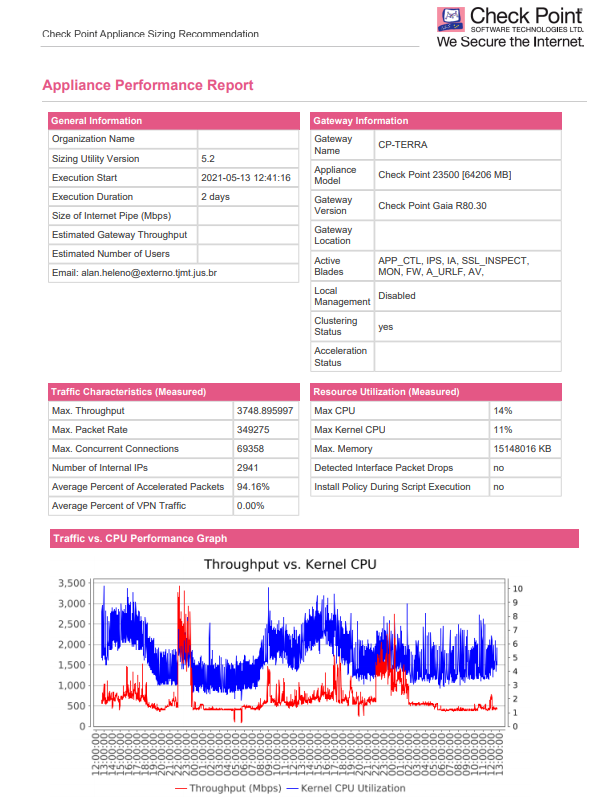 Check Point Appliance Sizing Recommendation
Check Point
SOFTWARE TECHNOLOGIES LTD.
We Secure the Internet.
Appliance Performance Report
General Information
Organization Name
Sizing Utility Version 5.2
Execution Start 2021-05-13 12:41:16
Execution Duration 2 days
Size of Internet Pipe (Mbps)
Estimated Gateway Throughput
Estimated Number of Users
Email: alan.heleno@externo.tjmt.jus.br
Gateway Information
Gateway
Name CP-TERRA
Appliance
Model Check Point 23500 [64206 MB]
Gateway
Version Check Point Gaia R80.30
Gateway
Location
Active
Blades
APP_CTL, IPS, IA, SSL_INSPECT,
MON, FW, A_URLF, AV,
Local
Management Disabled
Clustering
Status yes
Acceleration
Status
Traffic Characteristics (Measured)
Max. Throughput 3748.895997
Max. Packet Rate 349275
Max. Concurrent Connections 69358
Number of Internal IPs 2941
Average Percent of Accelerated Packets 94.16%
Average Percent of VPN Traffic 0.00%
Resource Utilization (Measured)
Max CPU 14%
Max Kernel CPU 11%
Max. Memory 15148016 KB
Detected Interface Packet Drops no
Install Policy During Script Execution no
Traffic vs. CPU Performance Graph
Throughput vs. Kernel CPU
3,500
3,000
2,500
2,000
1,500
1,000
500
0
10
9
8
7
6
5
4
3
2
1
0
12:00:00
13:00:00
14:00:00
15:00:00
16:00:00
17:00:00
18:00:00
19:00:00
20:00:00
21:00:00
22:00:00
23:00:00
00:00:00
01:00:00
02:00:00
03:00:00
04:00:00
05:00:00
06:00:00
07:00:00
08:00:00
09:00:00
10:00:00
11:00:00
12:00:00
13:00:00
14:00:00
15:00:00
16:00:00
17:00:00
18:00:00
19:00:00
20:00:00
21:00:00
22:00:00
23:00:00
00:00:00
01:00:00
02:00:00
03:00:00
04:00:00
05:00:00
06:00:00
07:00:00
08:00:00
09:00:00
10:00:00
11:00:00
12:00:00
13:00:00
Throughput (Mbps) Kernel CPU Utilization